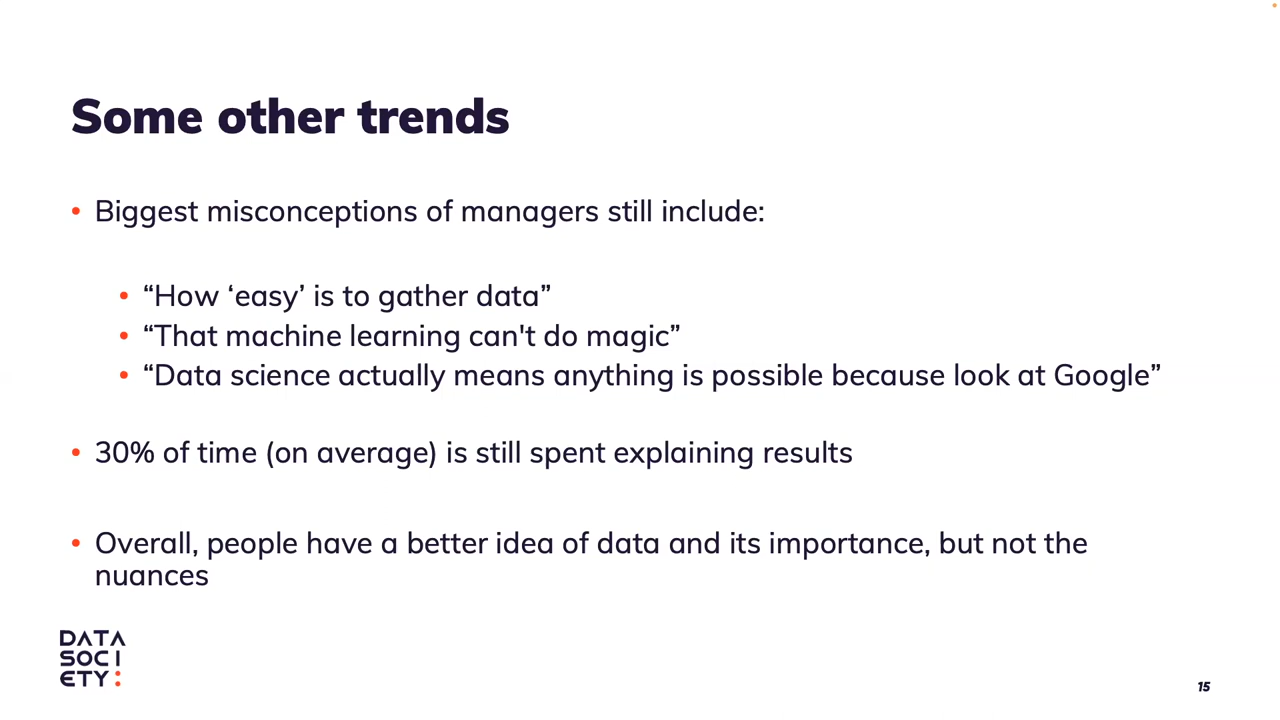 Some other trends
• Biggest misconceptions of managers still include:
• “How ‘easy’ is to gather data”
• “That machine learning can't do magic”
• “Data science actually means anything is possible because look at Google”
• 30% of time (on average) is still spent explaining results
• Overall, people have a better idea of data and its importance, but not the
nuances
DATA
SOCI
ETY:
15